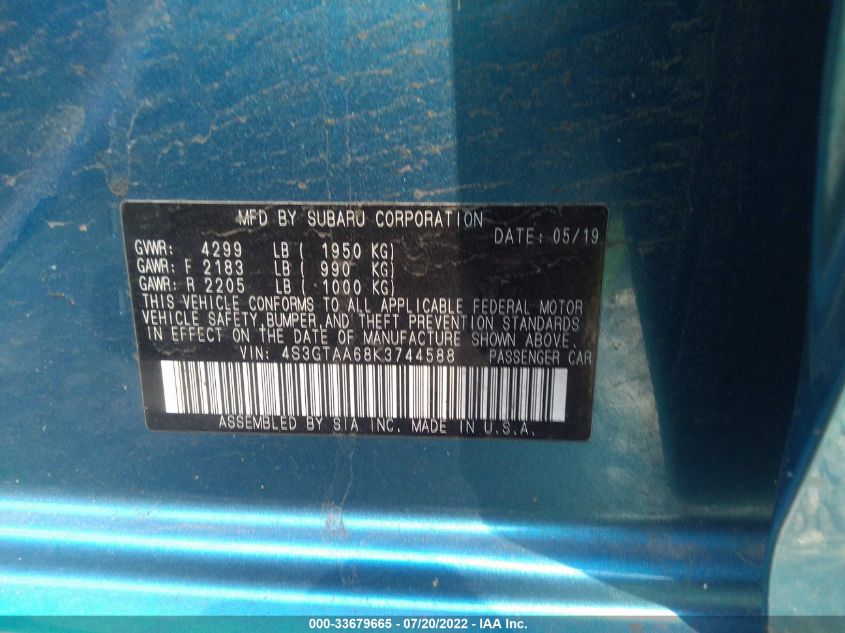 MFD BY SUBARU CORPORATION
DATE: 05/19
GVWR: 4299 LB ( 1950 KG)
GAWR: F 2183 LB ( 990 KG)
GAWR: R 2205 LB ( 1000 KG)
THIS VEHICLE CONFORMS TO ALL APPLICABLE FEDERAL MOTOR
VEHICLE SAFETY,BUMPER,AND THEFT PREVENTION STANDARDS
IN EFFECT ON THE DATE OF MANUFACTURE SHOWN ABOVE.
VIN: 4S3GTAA68K3744588 PASSENGER CAR
ASSEMBLED BY SIA INC. MADE IN U.S.A.
000-33679665 - 07/20/2022 - IAA Inc.